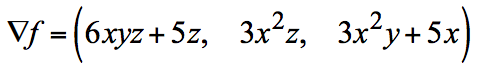 ∇f = (6xyz + 5z, 3x²z, 3x²y + 5x)